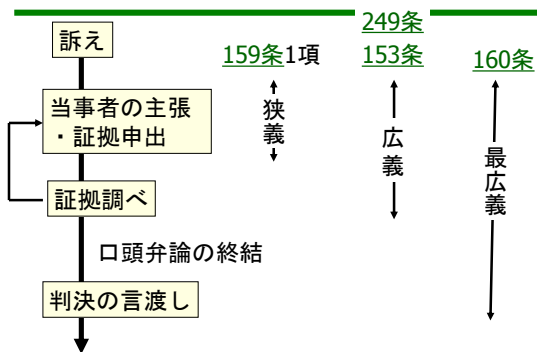 訴え
249条
159条1項
153条
160条
当事者の主張
・証拠申出
狭義
広義
最広義
証拠調べ
口頭弁論の終結
判決の言渡し